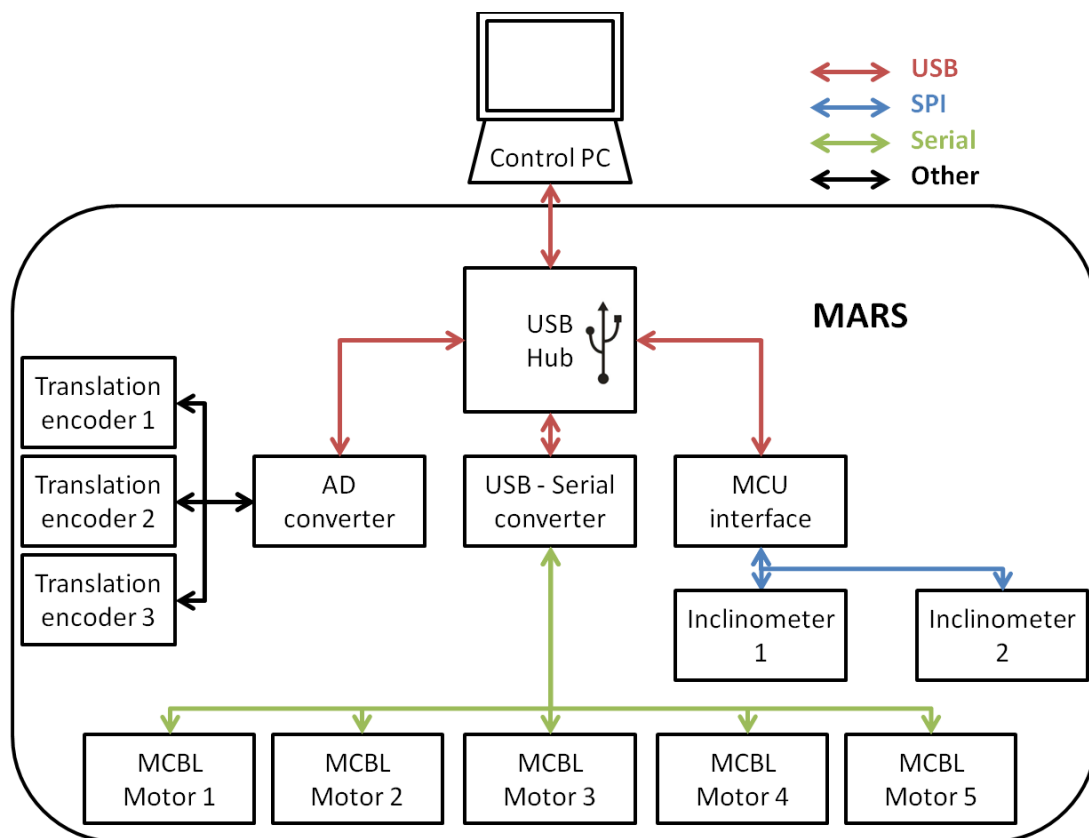 USB
SPI
Serial
Other
Control PC
MARS
USB
Hub
Translation
encoder 1
Translation
encoder 2
Translation
encoder 3
AD
converter
USB - Serial
converter
MCU
interface
Inclinometer
1
Inclinometer
2
MCBL
Motor 1
MCBL
Motor 2
MCBL
Motor 3
MCBL
Motor 4
MCBL
Motor 5